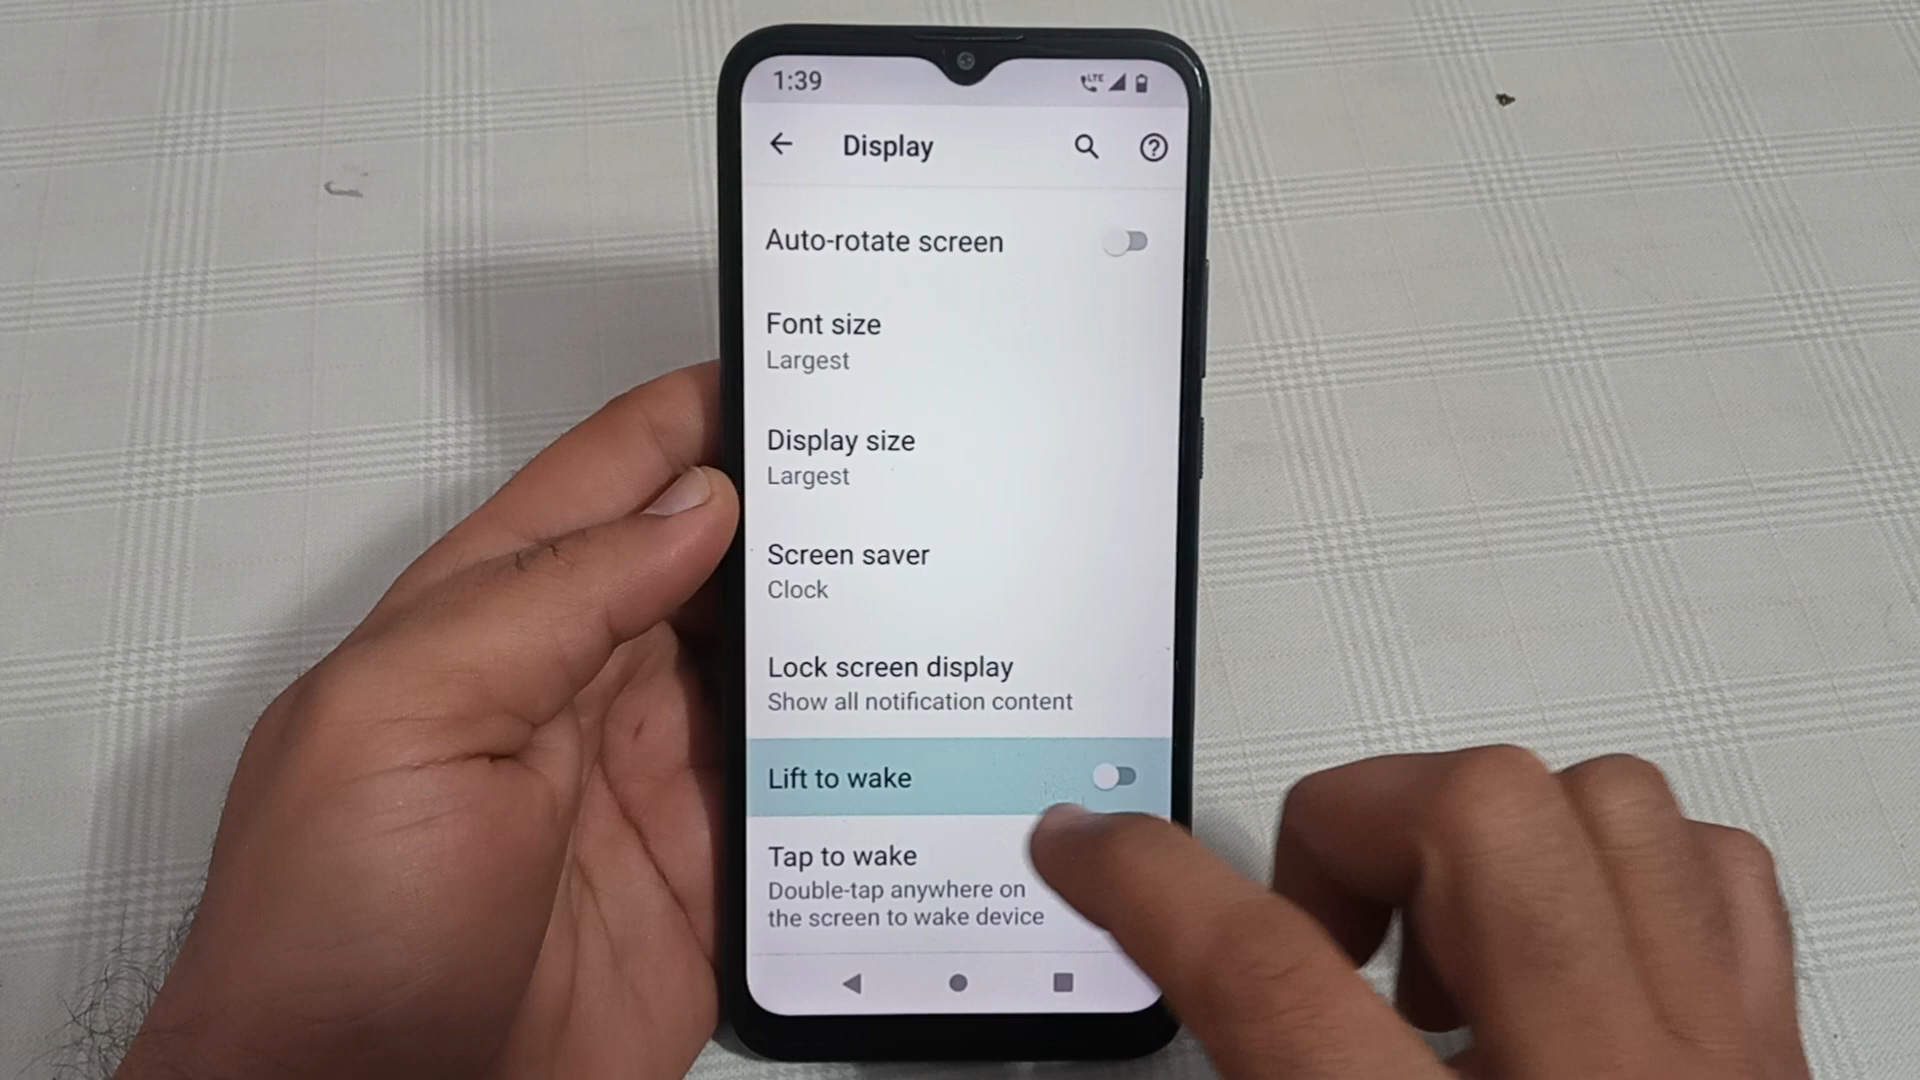 1:39
LTE
Display
Auto-rotate screen
Font size
Largest
Display size
Largest
Screen saver
Clock
Lock screen display
Show all notification content
Lift to wake
Tap to wake
Double-tap anywhere on
the screen to wake device